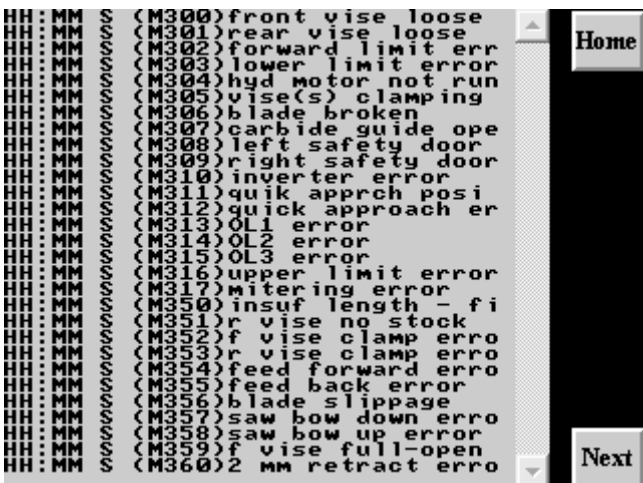 HH:MM S (M300)front vise loose
HH:MM S (M301)rear vise loose
HH:MM S (M302)forward limit err
HH:MM S (M303)lower limit error
HH:MM S (M304)hyd motor not run
HH:MM S (M305)vise(s) clamping
HH:MM S (M306)blade broken
HH:MM S (M307)carbide guide ope
HH:MM S (M308)left safety door
HH:MM S (M309)right safety door
HH:MM S (M310)inverter error
HH:MM S (M311)quik apprch posi
HH:MM S (M312)quick approach er
HH:MM S (M313)OL1 error
HH:MM S (M314)OL2 error
HH:MM S (M315)OL3 error
HH:MM S (M316)upper limit error
HH:MM S (M317)mitering error
HH:MM S (M350)insuf length - fi
HH:MM S (M351)r vise no stock
HH:MM S (M352)f vise clamp erro
HH:MM S (M353)r vise clamp erro
HH:MM S (M354)feed forward erro
HH:MM S (M355)feed back error
HH:MM S (M356)blade slippage
HH:MM S (M357)saw bow down erro
HH:MM S (M358)saw bow up error
HH:MM S (M359)f vise full-open
HH:MM S (M360)2 mm retract erro
Home
Next